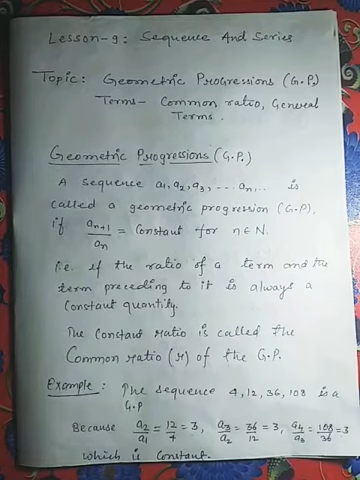 Lesson-9: Sequence And Series
Topic: Geometric Progressions (G.P.)
Terms- Common ratio, General
Terms.
Geometric Progressions (G.P.)
A sequence a₁, a₂, a₃, ---- aₙ, .. is
called a geometric progression (G.P),
if aₙ₊₁/aₙ = Constant for n ∈ N.
i.e. if the ratio of a term and the
term preceding to it is always a
Constant quantity.
The Constant ratio is called the
Common ratio (r) of the G.P.
Example: The sequence 4, 12, 36, 108 is a
G.P
Because a₂/a₁ = 12/4 = 3, a₃/a₂ = 36/12 = 3, a₄/a₃ = 108/36 = 3
which is Constant.